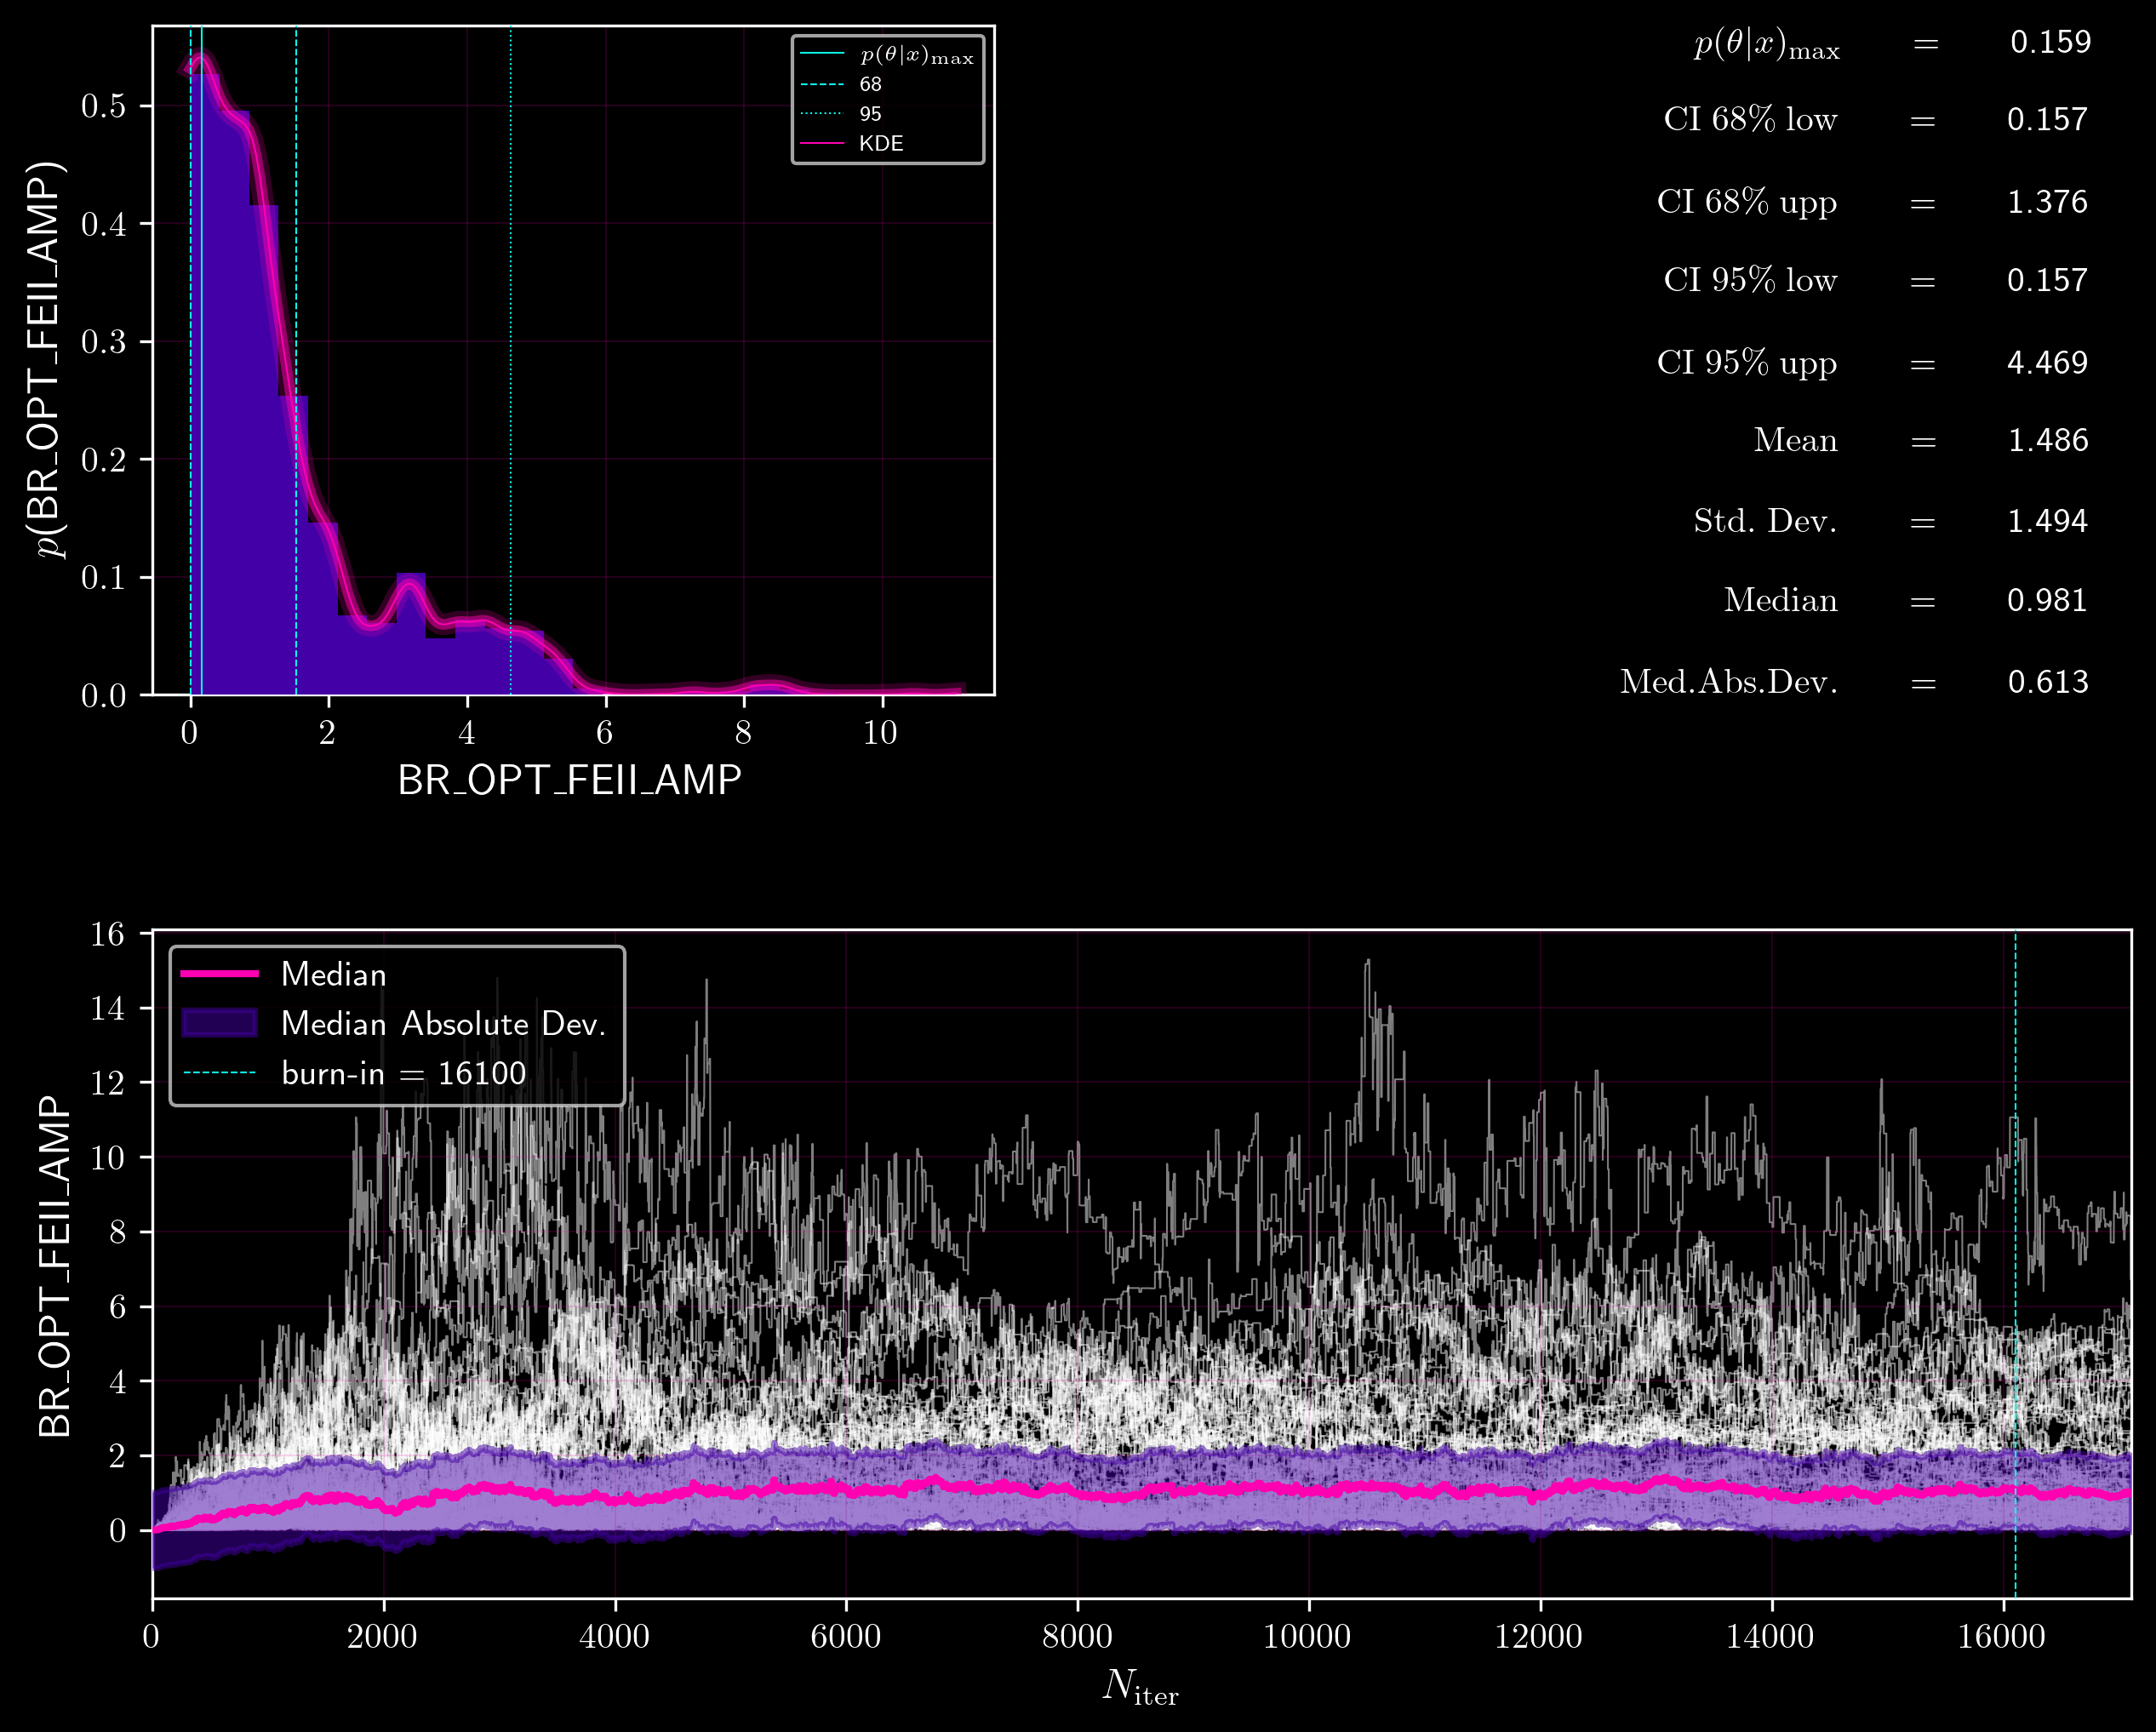 p(θ|x)max
68
95
KDE
0.5
0.4
0.3
0.2
0.1
0.0
p(BR_OPT_FEII_AMP)
0 2 4 6 8 10
BR_OPT_FEII_AMP
p(θ|x)max = 0.159
CI 68% low = 0.157
CI 68% upp = 1.376
CI 95% low = 0.157
CI 95% upp = 4.469
Mean = 1.486
Std. Dev. = 1.494
Median = 0.981
Med.Abs.Dev. = 0.613
Median
Median Absolute Dev.
burn-in = 16100
16
14
12
10
8
6
4
2
0
BR_OPT_FEII_AMP
0 2000 4000 6000 8000 10000 12000 14000 16000
Niter